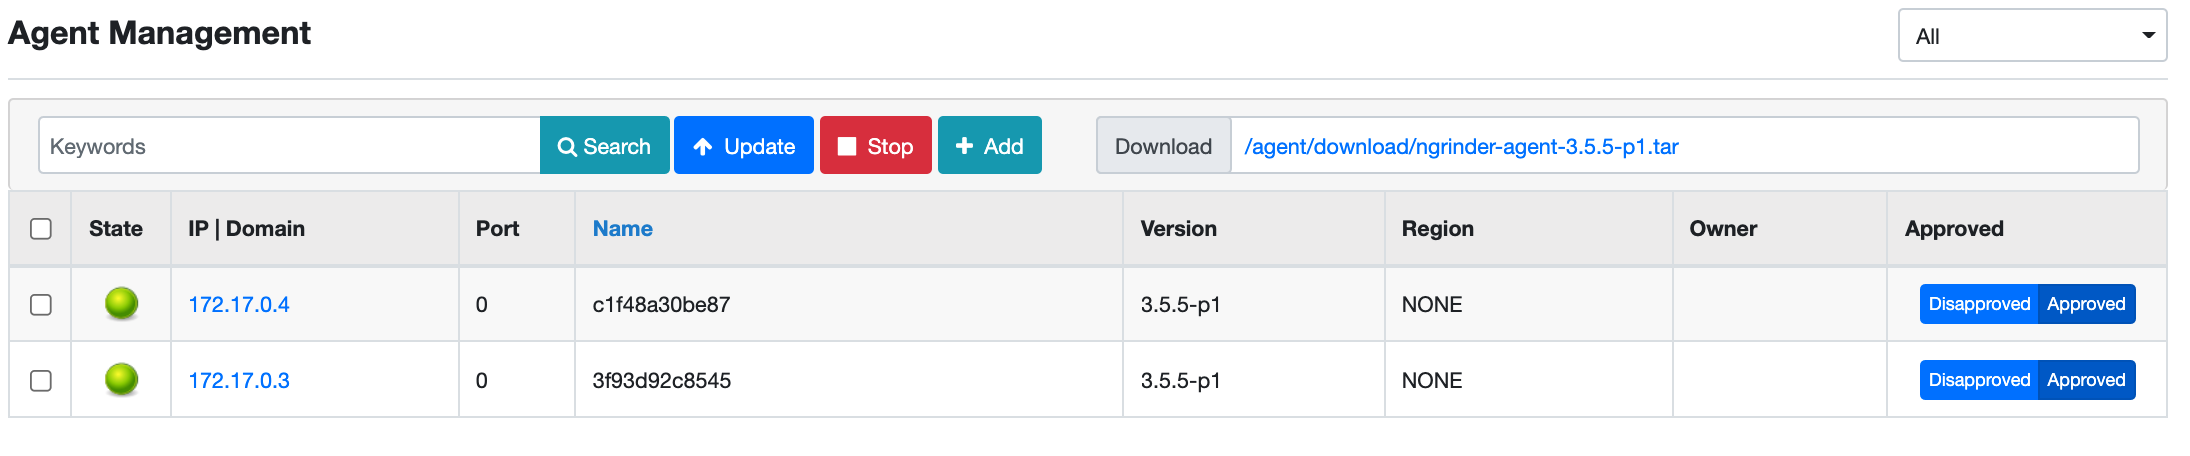 Agent Management
All
Keywords Search Update Stop Add Download /agent/download/ngrinder-agent-3.5.5-p1.tar
State IP | Domain Port Name Version Region Owner Approved
172.17.0.4 0 c1f48a30be87 3.5.5-p1 NONE Disapproved Approved
172.17.0.3 0 3f93d92c8545 3.5.5-p1 NONE Disapproved Approved